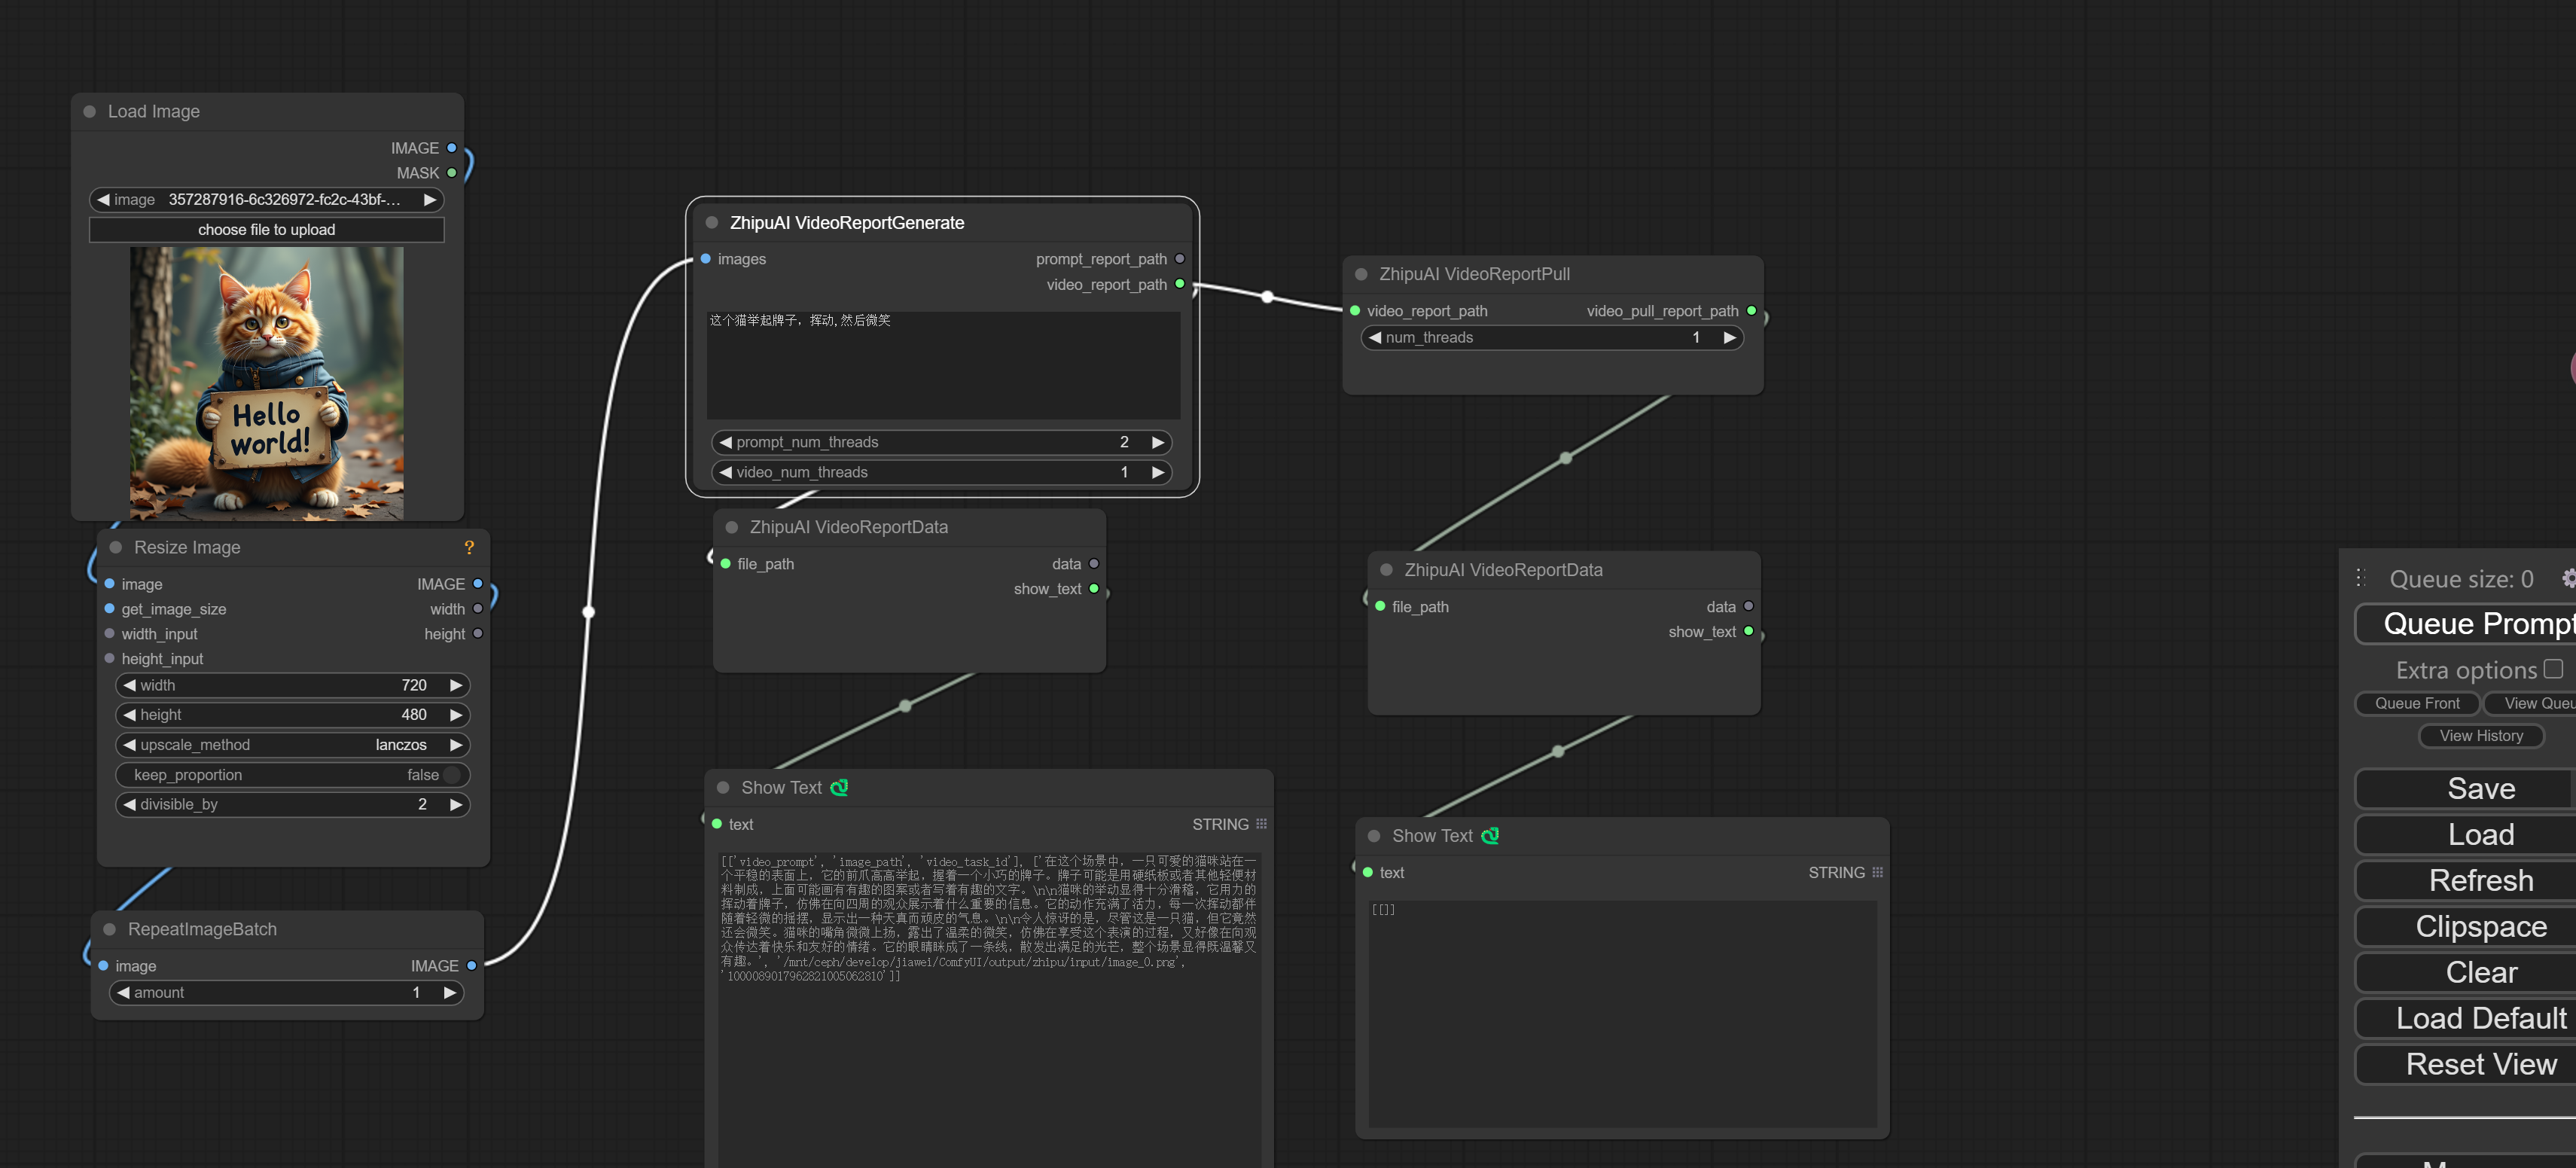 Load Image
IMAGE
MASK
image 357287916-6c326972-fc2c-43bf-...
choose file to upload
Hello
world!
Resize Image ?
image IMAGE
get_image_size width
width_input height
height_input
width 720
height 480
upscale_method lanczos
keep_proportion false
divisible_by 2
RepeatImageBatch
image IMAGE
amount 1
ZhipuAI VideoReportGenerate
images prompt_report_path
video_report_path
这个猫举起牌子, 挥动,然后微笑
prompt_num_threads 2
video_num_threads 1
ZhipuAI VideoReportData
file_path data
show_text
Show Text
text STRING
[['video_prompt', 'image_path', 'video_task_id'], ['在这个场景中，一只可爱的猫咪站在一
个平稳的表面上，它的前爪高高举起，握着一个小巧的牌子。牌子可能是用硬纸板或者其他轻便材
料制成，上面可能画有有趣的图案或者写着有趣的文字。\n\n猫咪的举动显得十分滑稽，它用力的
挥动着牌子，仿佛在向四周的观众展示着什么重要的信息。它的动作充满了活力，每一次挥动都伴
随着轻微的摇摆，显示出一种天真而顽皮的气息。\n\n令人惊讶的是，尽管这是一只猫，但它竟然
还会微笑。猫咪的嘴角微微上扬，露出了温柔的微笑，仿佛在享受这个表演的过程，又好像在向观
众传达着快乐和友好的情绪。它的眼睛眯成了一条线，散发出满足的光芒，整个场景显得既温馨又
有趣。', '/mnt/ceph/develop/jiawei/ComfyUI/output/zhipu/input/image_0.png',
'1000089017962821005062810']]
ZhipuAI VideoReportPull
video_report_path video_pull_report_path
num_threads 1
ZhipuAI VideoReportData
file_path data
show_text
Show Text
text STRING
[[]]
Queue size: 0
Queue Prompt
Extra options
Queue Front View Queu
View History
Save
Load
Refresh
Clipspace
Clear
Load Default
Reset View